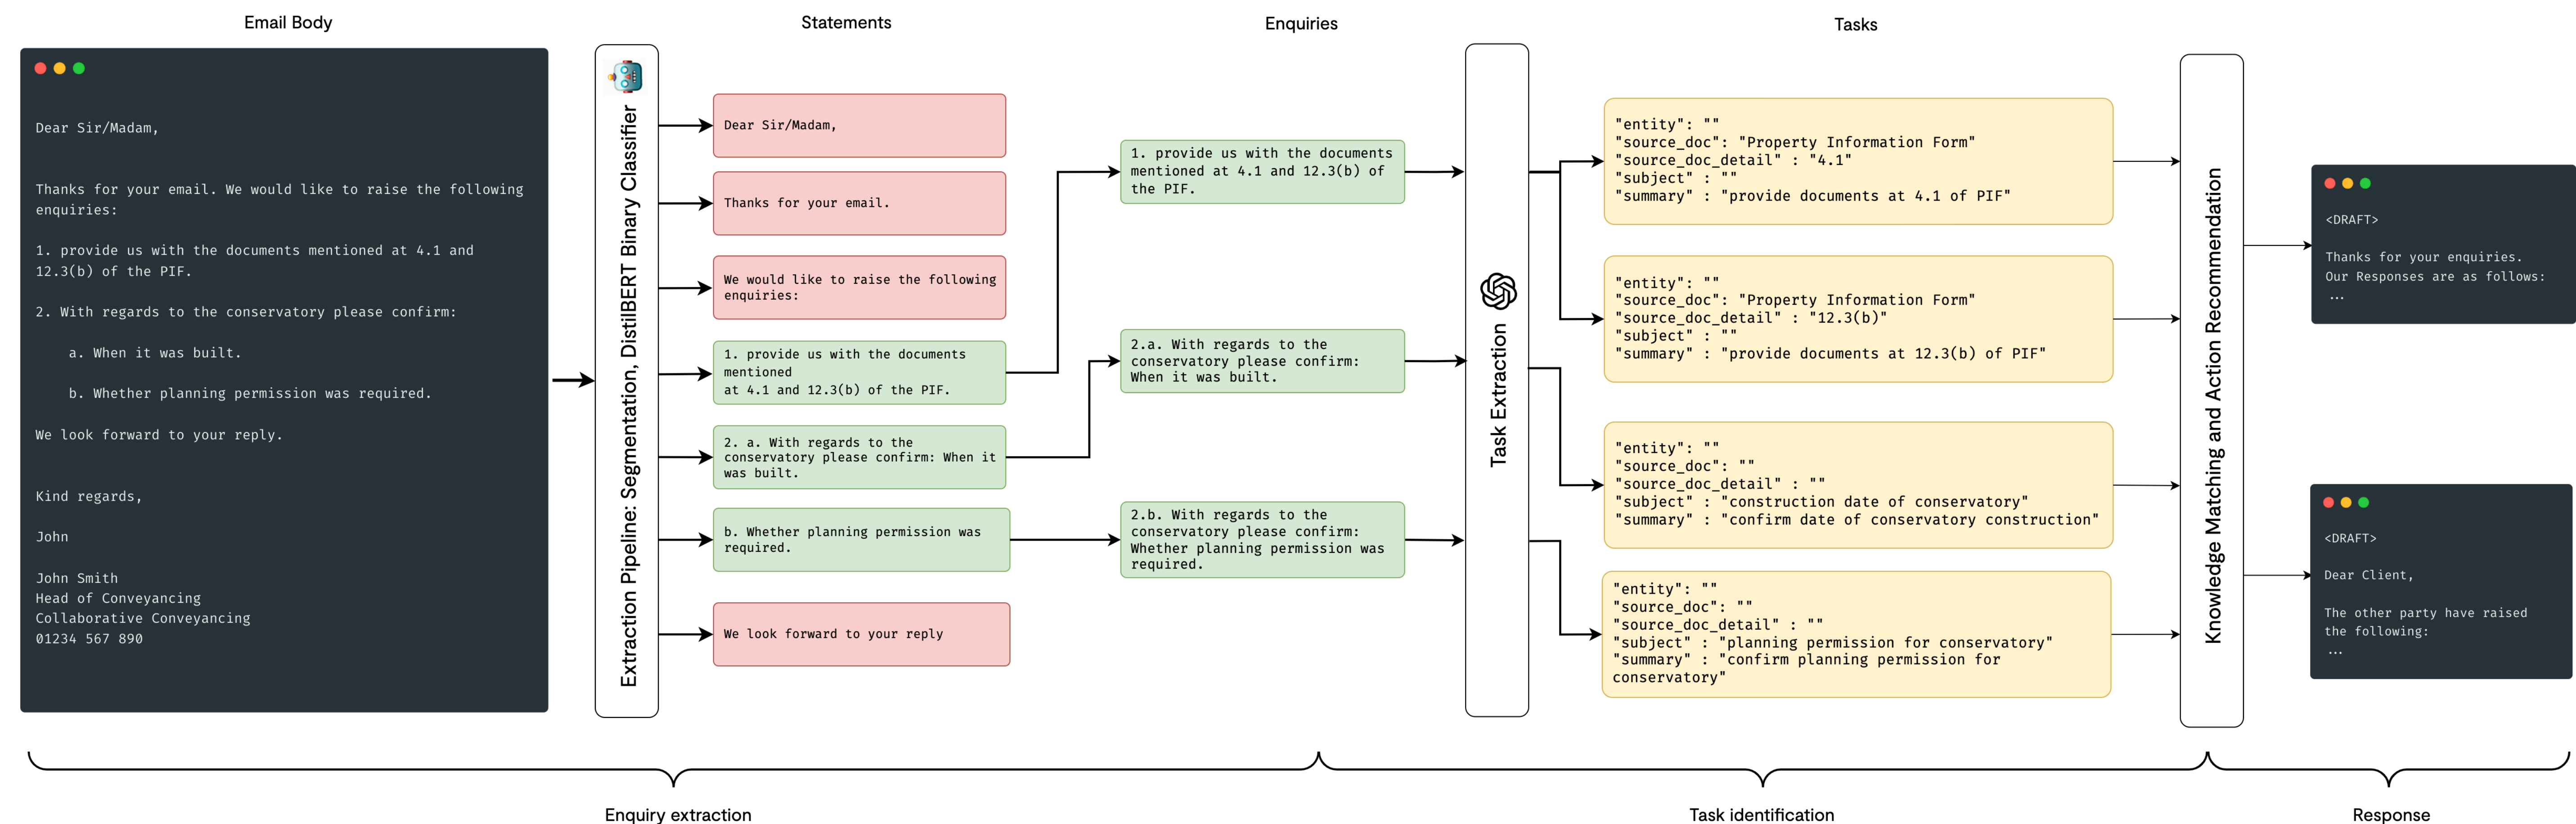 Email Body
Dear Sir/Madam,
Thanks for your email. We would like to raise the following
enquiries:
1. provide us with the documents mentioned at 4.1 and
12.3(b) of the PIF.
2. With regards to the conservatory please confirm:
a. When it was built.
b. Whether planning permission was required.
We look forward to your reply.
Kind regards,
John
John Smith
Head of Conveyancing
Collaborative Conveyancing
01234 567 890
Extraction Pipeline: Segmentation, DistilBERT Binary Classifier
Statements
Dear Sir/Madam,
Thanks for your email.
We would like to raise the following
enquiries:
1. provide us with the documents
mentioned
at 4.1 and 12.3(b) of the PIF.
2. a. With regards to the
conservatory please confirm: When it
was built.
b. Whether planning permission was
required.
We look forward to your reply
Enquiries
1. provide us with the documents
mentioned at 4.1 and 12.3(b) of
the PIF.
2.a. With regards to the
conservatory please confirm:
When it was built.
2.b. With regards to the
conservatory please confirm:
Whether planning permission was
required.
Task Extraction
Tasks
"entity": ""
"source_doc": "Property Information Form"
"source_doc_detail" : "4.1"
"subject" : ""
"summary" : "provide documents at 4.1 of PIF"
"entity": ""
"source_doc": "Property Information Form"
"source_doc_detail" : "12.3(b)"
"subject" : ""
"summary" : "provide documents at 12.3(b) of PIF"
"entity": ""
"source_doc": ""
"source_doc_detail" : ""
"subject" : "construction date of conservatory"
"summary" : "confirm date of conservatory construction"
"entity": ""
"source_doc": ""
"source_doc_detail" : ""
"subject" : "planning permission for conservatory"
"summary" : "confirm planning permission for
conservatory"
Knowledge Matching and Action Recommendation
<DRAFT>
Thanks for your enquiries.
Our Responses are as follows:
...
<DRAFT>
Dear Client,
The other party have raised
the following:
...
Enquiry extraction
Task identification
Response